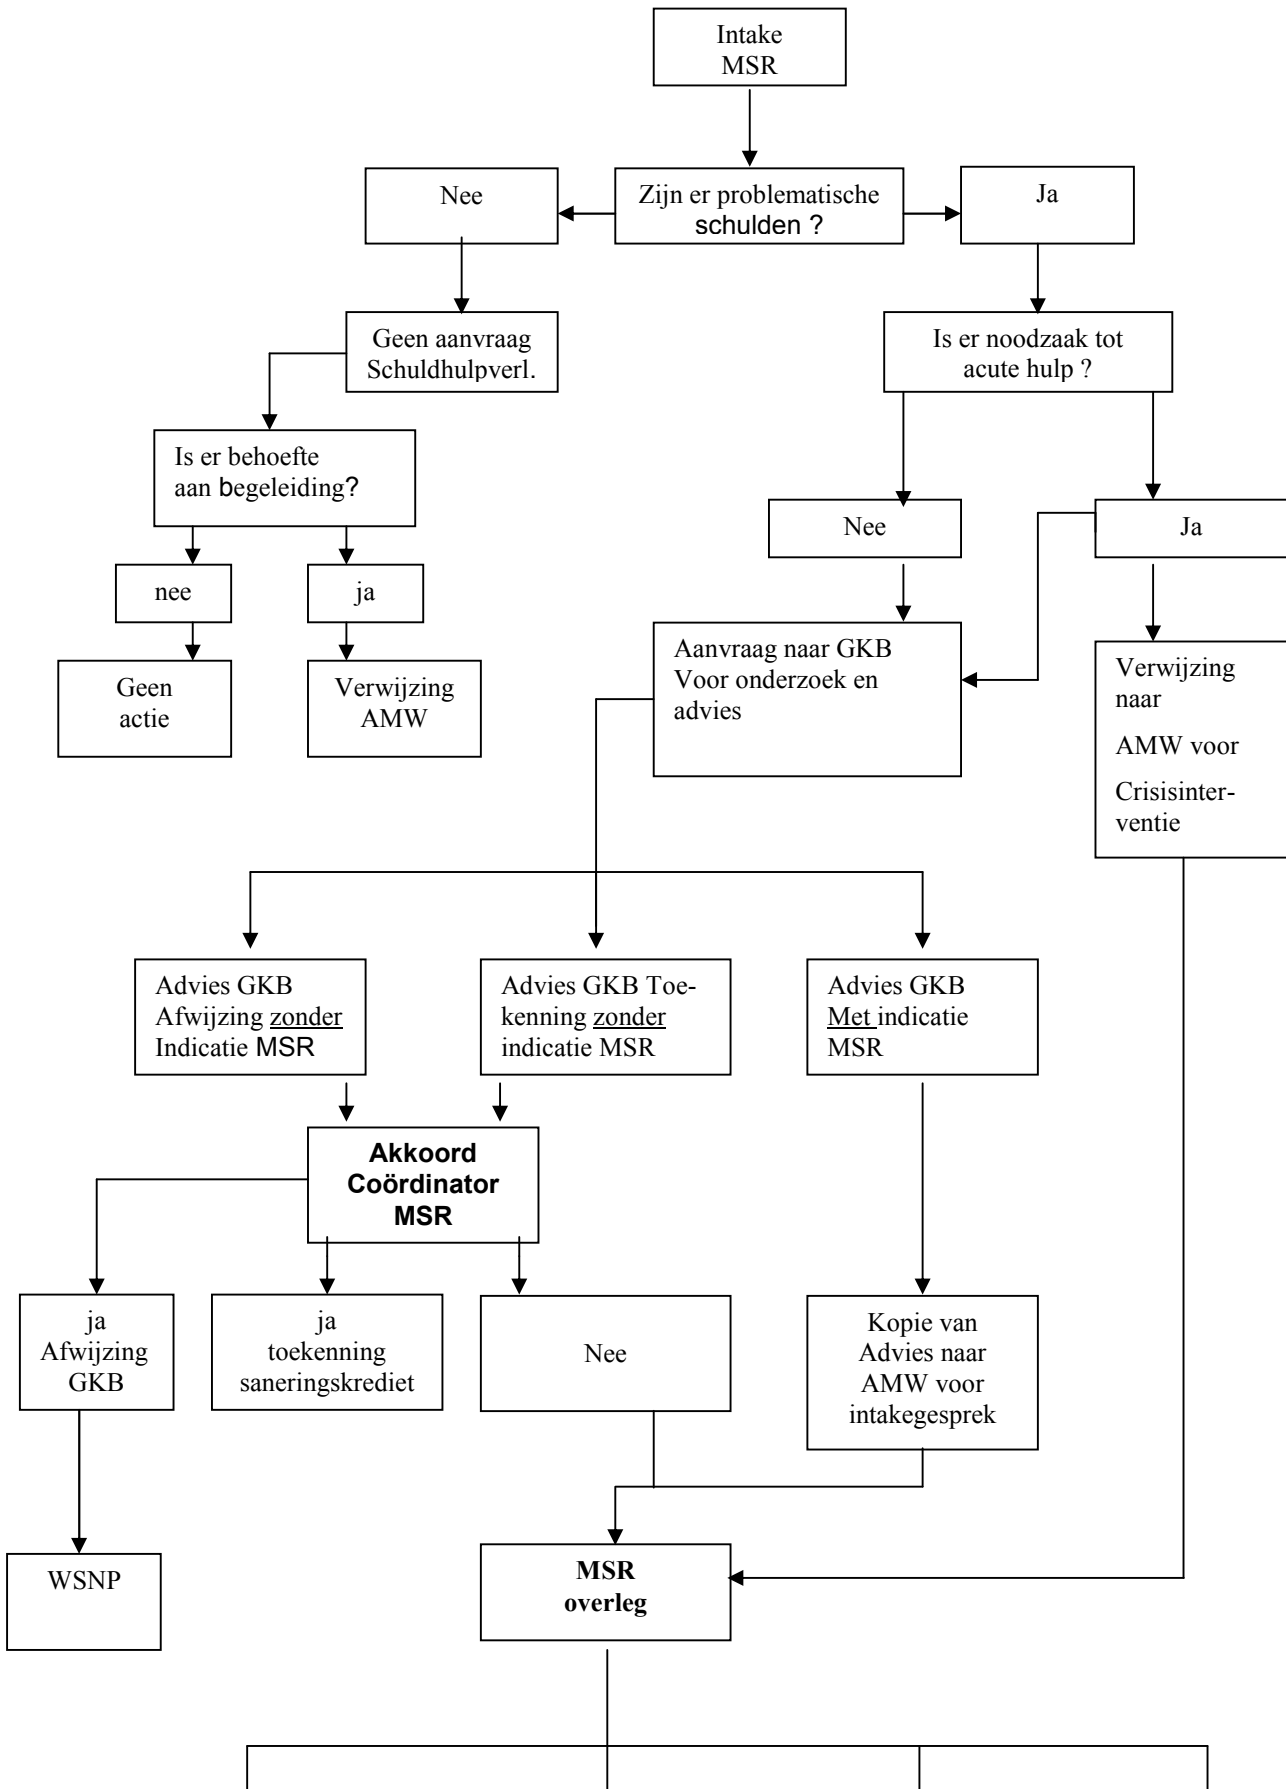 Intake
MSR
Nee
Zijn er problematische
schulden ?
Ja
Geen aanvraag
Schuldhulpverl.
Is er noodzaak tot
acute hulp ?
Is er behoefte
aan begeleiding?
Nee
Ja
nee
ja
Aanvraag naar GKB
Voor onderzoek en
advies
Verwijzing
naar
AMW voor
Crisisinter-
ventie
Geen
actie
Verwijzing
AMW
Advies GKB
Afwijzing zonder
Indicatie MSR
Advies GKB Toe-
kenning zonder
indicatie MSR
Advies GKB
Met indicatie
MSR
Akkoord
Coördinator
MSR
ja
Afwijzing
GKB
ja
toekenning
saneringskrediet
Nee
Kopie van
Advies naar
AMW voor
intakegesprek
WSNP
MSR
overleg